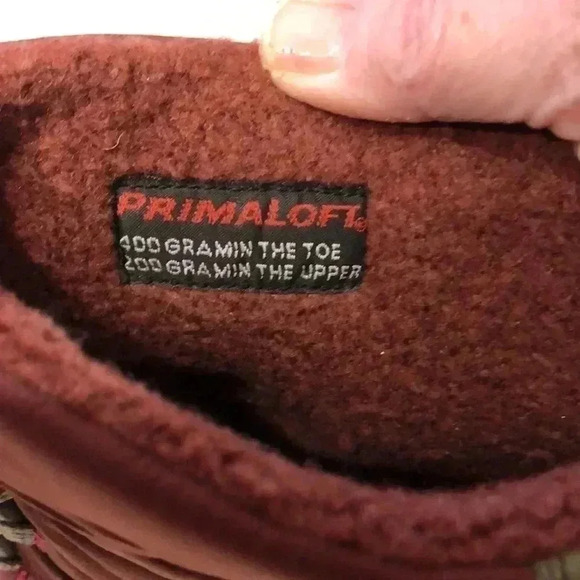 PRIMALOFT®
400 GRAMIN THE TOE
200 GRAMIN THE UPPER